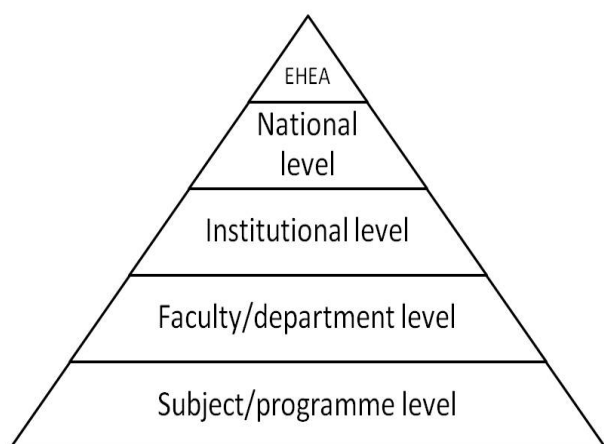 EHEA
National
level
Institutional level
Faculty/department level
Subject/programme level